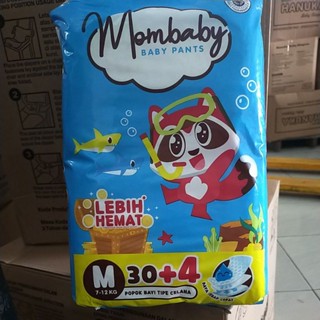 Mombaby
BABY PANTS
LEBIH
HEMAT
M
7-12 KG
30+4
POPOK BAYI TIPE CELANA